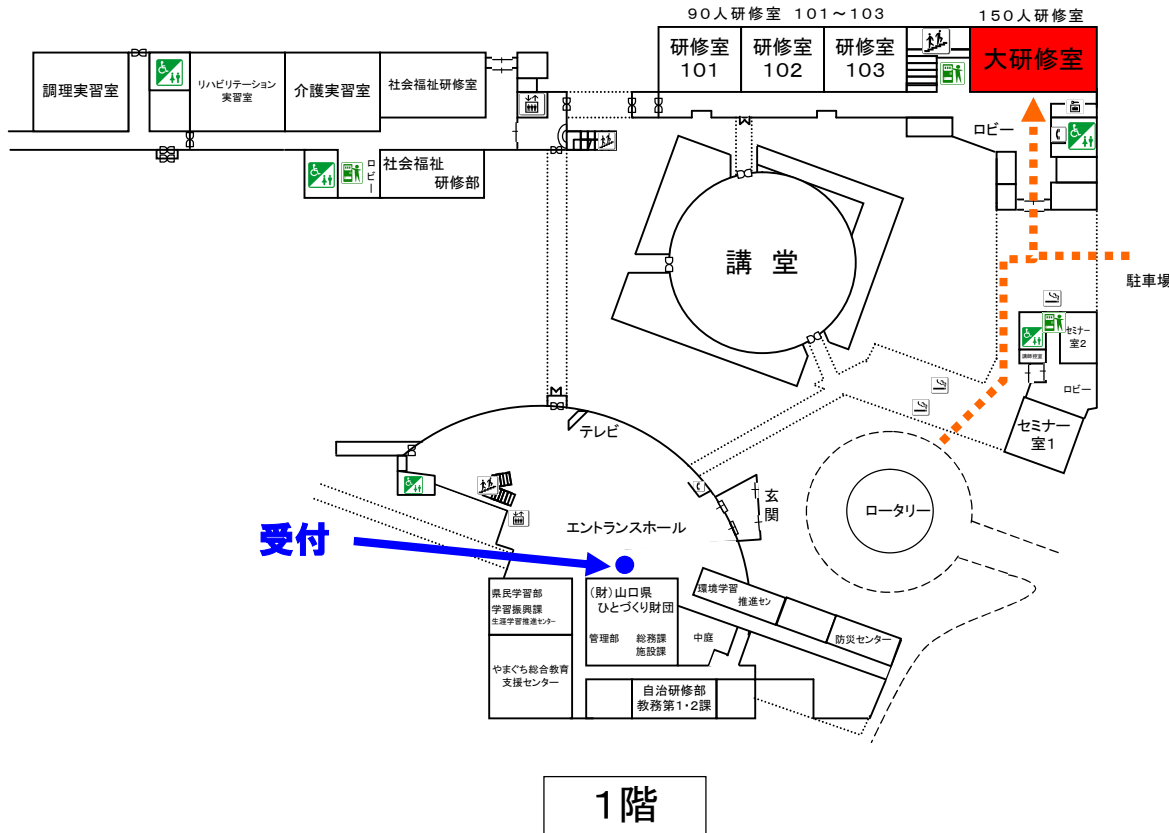 90人研修室 101～103
150人研修室
研修室
101
研修室
102
研修室
103
大研修室
調理実習室
リハビリテーション
実習室
介護実習室
社会福祉研修室
ロビー
ロビー
社会福祉
研修部
講 堂
駐車場
セミナー
室2
講師控室
ロビー
セミナー
室1
テレビ
玄関
ロータリー
エントランスホール
受付
県民学習部
学習振興課
生涯学習推進センター
(財)山口県
ひとづくり財団
管理部 総務課
施設課
中庭
環境学習
推進セン
防災センター
やまぐち総合教育
支援センター
自治研修部
教務第1・2課
1階